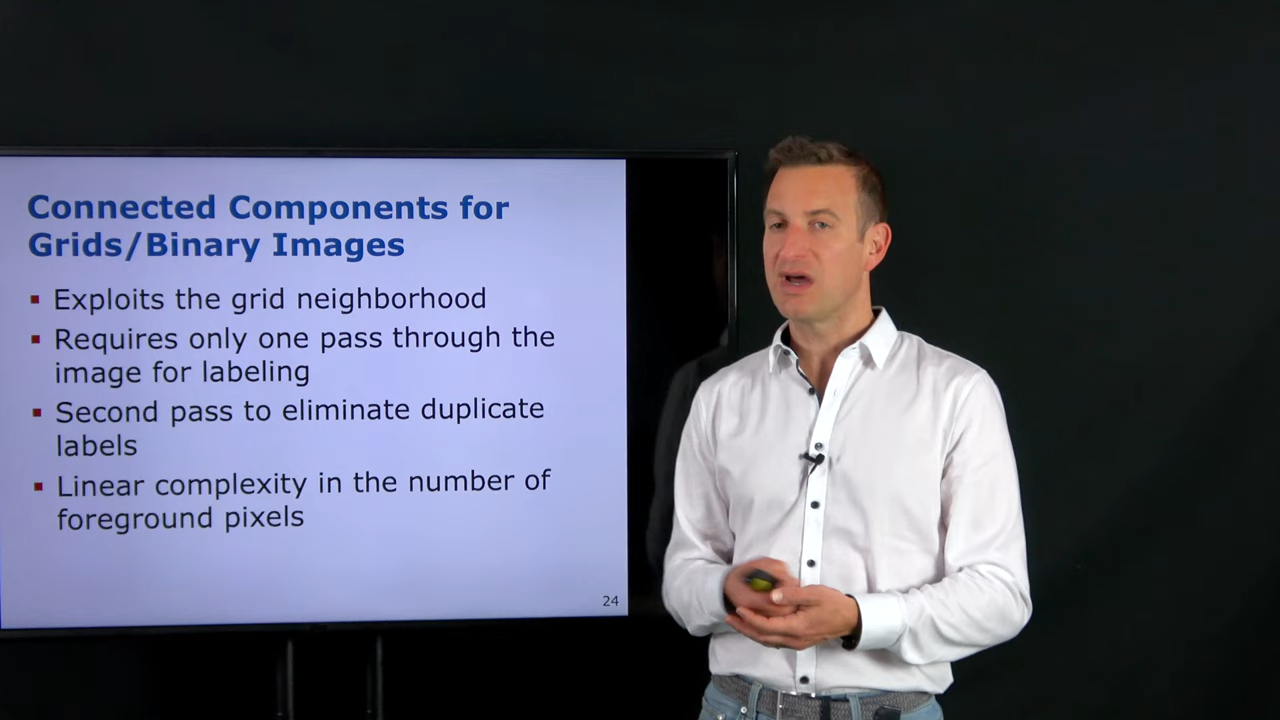 Connected Components for
Grids/Binary Images
▪ Exploits the grid neighborhood
▪ Requires only one pass through the
image for labeling
▪ Second pass to eliminate duplicate
labels
▪ Linear complexity in the number of
foreground pixels
24